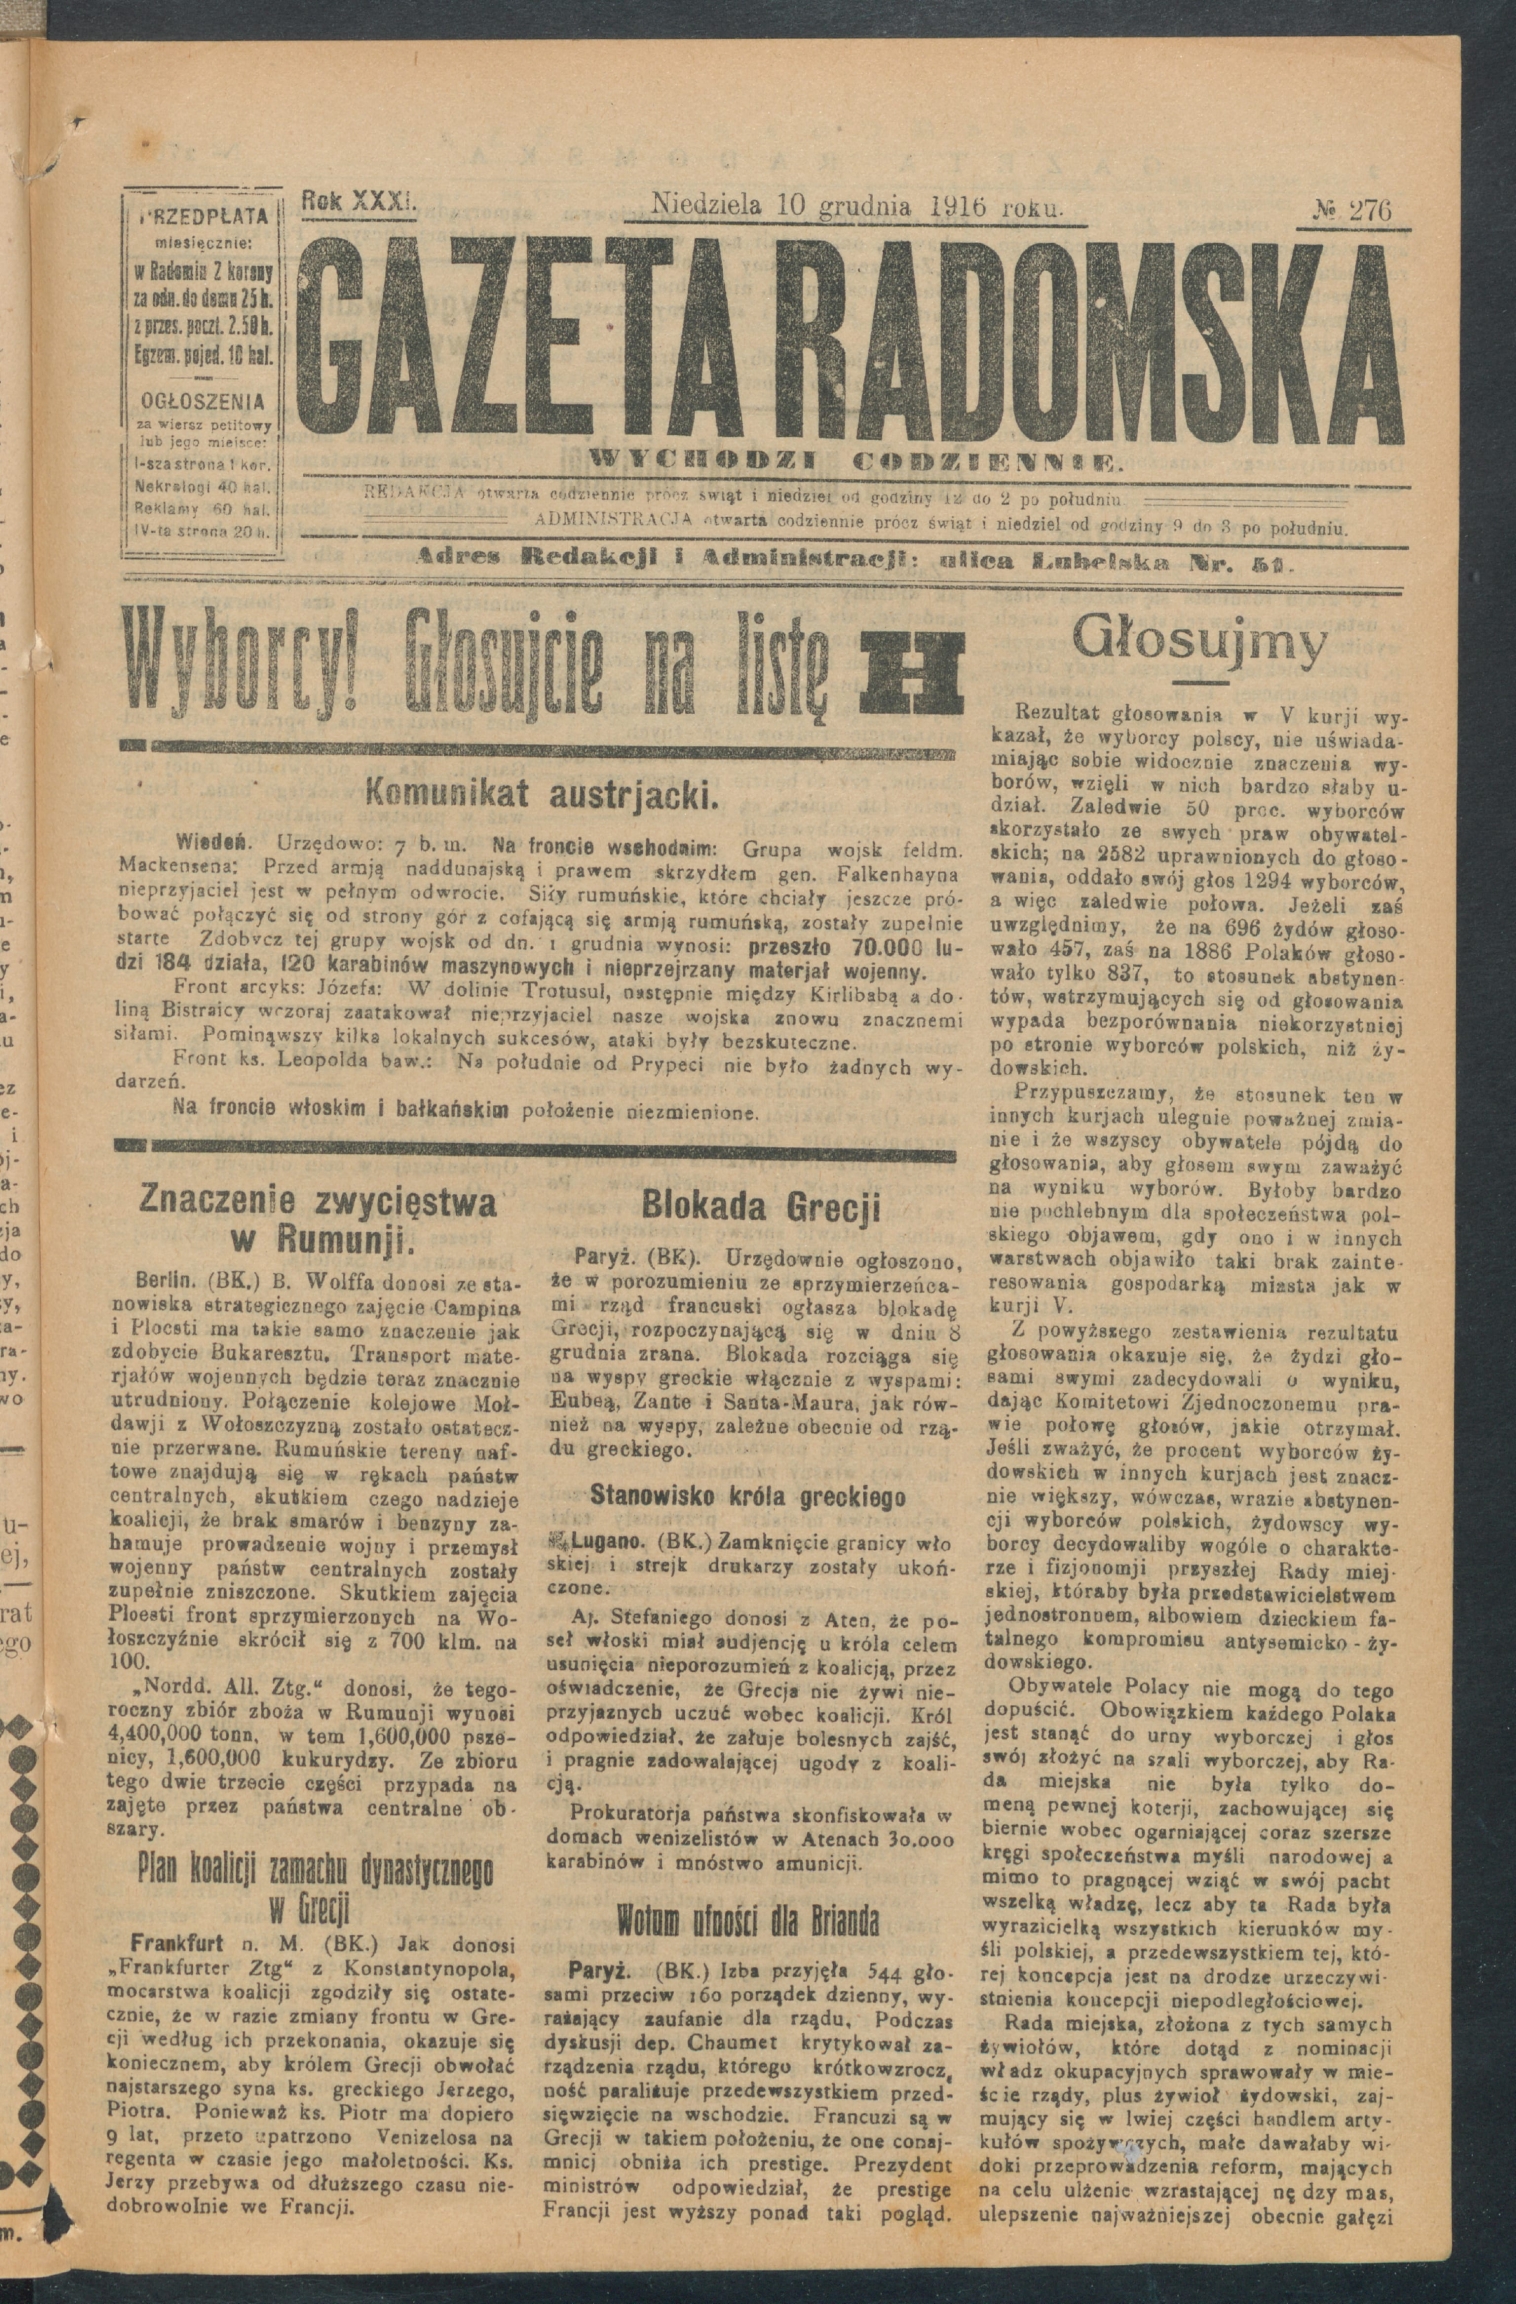 PRZEDPŁATA
miesięcznie:
w Radomiu 2 korony
za odn. do domu 25 h.
z przes. poczt. 2.50 h.
Egzem. pojed. 10 hal.
OGŁOSZENIA
za wiersz petitowy
lub jego miejsce:
I-sza strona 1 kor.
Nekrologi 40 hal.
Reklamy 60 hal.
IV-ta strona 20 h.
Rok XXXI.
Niedziela 10 grudnia 1916 roku.
№ 276
GAZETA RADOMSKA
WYCHODZI CODZIENNIE.
REDAKCJA otwarta codziennie prócz świąt i niedziel od godziny 12 do 2 po południu
ADMINISTRACJA otwarta codziennie prócz świąt i niedziel od godziny 9 do 3 po południu.
Adres Redakcji i Administracji: ulica Lubelska Nr. 51.
Wyborcy! Głosujcie na listę H
Komunikat austrjacki.
Wiedeń. Urzędowo: 7 b. m. Na froncie wschodnim: Grupa wojsk feldm.
Mackensena: Przed armją naddunajską i prawem skrzydłem gen. Falkenhayna
nieprzyjaciel jest w pełnym odwrocie. Siły rumuńskie, które chciały jeszcze pró-
bować połączyć się od strony gór z cofającą się armją rumuńską, zostały zupełnie
starte Zdobycz tej grupy wojsk od dn. 1 grudnia wynosi: przeszło 70.000 lu-
dzi 184 działa, 120 karabinów maszynowych i nieprzejrzany materjał wojenny.
Front arcyks: Józefa: W dolinie Trotusul, następnie między Kirlibabą a do-
liną Bistraicy wczoraj zaatakował nieprzyjaciel nasze wojska znowu znacznemi
siłami. Pominąwszy kilka lokalnych sukcesów, ataki były bezskuteczne.
Front ks. Leopolda baw.: Na południe od Prypeci nie było żadnych wy-
darzeń.
Na froncie włoskim i bałkańskim położenie niezmienione.
Znaczenie zwycięstwa
w Rumunji.
Berlin. (BK.) B. Wolffa donosi ze sta-
nowiska strategicznego zajęcie Campina
i Ploesti ma takie samo znaczenie jak
zdobycie Bukaresztu. Transport mate-
rjałów wojennych będzie teraz znacznie
utrudniony. Połączenie kolejowe Moł-
dawji z Wołoszczyzną zostało ostatecz-
nie przerwane. Rumuńskie tereny naf-
towe znajdują się w rękach państw
centralnych, skutkiem czego nadzieje
koalicji, że brak smarów i benzyny za-
hamuje prowadzenie wojny i przemysł
wojenny państw centralnych zostały
zupełnie zniszczone. Skutkiem zajęcia
Ploesti front sprzymierzonych na Wo-
łoszczyźnie skrócił się z 700 klm. na
100.
„Nordd. All. Ztg.“ donosi, że tego-
roczny zbiór zboża w Rumunji wynosi
4,400,000 tonn, w tem 1,600,000 psze-
nicy, 1,600,000 kukurydzy. Ze zbioru
tego dwie trzecie części przypada na
zajęte przez państwa centralne ob-
szary.
Plan koalicji zamachu dynastycznego
w Grecji
Frankfurt n. M. (BK.) Jak donosi
„Frankfurter Ztg“ z Konstantynopola,
mocarstwa koalicji zgodziły się ostate-
cznie, że w razie zmiany frontu w Gre-
cji według ich przekonania, okazuje się
koniecznem, aby królem Grecji obwołać
najstarszego syna ks. greckiego Jerzego,
Piotra. Ponieważ ks. Piotr ma dopiero
9 lat, przeto upatrzono Venizelosa na
regenta w czasie jego małoletności. Ks.
Jerzy przebywa od dłuższego czasu nie-
dobrowolnie we Francji.
Blokada Grecji
Paryż. (BK). Urzędownie ogłoszono,
że w porozumieniu ze sprzymierzeńca-
mi rząd francuski ogłasza blokadę
Grecji, rozpoczynającą się w dniu 8
grudnia zrana. Blokada rozciąga się
na wyspy greckie włącznie z wyspami:
Eubeą, Zante i Santa-Maura, jak rów-
nież na wyspy, zależne obecnie od rzą-
du greckiego.
Stanowisko króla greckiego
Lugano. (BK.) Zamknięcie granicy wło
skiej i strejk drukarzy zostały ukoń-
czone.
Aj. Stefaniego donosi z Aten, że po-
seł włoski miał audjencję u króla celem
usunięcia nieporozumień z koalicją, przez
oświadczenie, że Grecja nie żywi nie-
przyjaznych uczuć wobec koalicji. Król
odpowiedział, że żałuje bolesnych zajść,
i pragnie zadowalającej ugody z koali-
cją.
Prokuratorja państwa skonfiskowała w
domach wenizelistów w Atenach 30.000
karabinów i mnóstwo amunicji.
Wotum ufności dla Brianda
Paryż. (BK.) Izba przyjęła 544 gło-
sami przeciw 160 porządek dzienny, wy-
rażający zaufanie dla rządu. Podczas
dyskusji dep. Chaumet krytykował za-
rządzenia rządu, którego krótkowzrocz,
ność paraliżuje przedewszystkiem przed-
sięwzięcie na wschodzie. Francuzi są w
Grecji w takiem położeniu, że one conaj-
mniej obniża ich prestige. Prezydent
ministrów odpowiedział, że prestige
Francji jest wyższy ponad taki pogląd.
Głosujmy
Rezultat głosowania w V kurji wy-
kazał, że wyborcy polscy, nie uświada-
miając sobie widocznie znaczenia wy-
borów, wzięli w nich bardzo słaby u-
dział. Zaledwie 50 proc. wyborców
skorzystało ze swych praw obywatel-
skich; na 2582 uprawnionych do głoso-
wania, oddało swój głos 1294 wyborców,
a więc zaledwie połowa. Jeżeli zaś
uwzględnimy, że na 696 żydów głoso-
wało 457, zaś na 1886 Polaków głoso-
wało tylko 837, to stosunek abstynen-
tów, wstrzymujących się od głosowania
wypada bezporównania niekorzystniej
po stronie wyborców polskich, niż ży-
dowskich.
Przypuszczamy, że stosunek ten w
innych kurjach ulegnie poważnej zmia-
nie i że wszyscy obywatele pójdą do
głosowania, aby głosem swym zaważyć
na wyniku wyborów. Byłoby bardzo
nie pochlebnym dla społeczeństwa pol-
skiego objawem, gdy ono i w innych
warstwach objawiło taki brak zainte-
resowania gospodarką miasta jak w
kurji V.
Z powyższego zestawienia rezultatu
głosowania okazuje się, że żydzi gło-
sami swymi zadecydowali o wyniku,
dając Komitetowi Zjednoczonemu pra-
wie połowę głosów, jakie otrzymał.
Jeśli zważyć, że procent wyborców ży-
dowskich w innych kurjach jest znacz-
nie większy, wówczas, wrazie abstynen-
cji wyborców polskich, żydowscy wy-
borcy decydowaliby wogóle o charakte-
rze i fizjonomji przyszłej Rady miej-
skiej, któraby była przedstawicielstwem
jednostronnem, albowiem dzieckiem fa-
talnego kompromisu antysemicko-ży-
dowskiego.
Obywatele Polacy nie mogą do tego
dopuścić. Obowiązkiem każdego Polaka
jest stanąć do urny wyborczej i głos
swój złożyć na szali wyborczej, aby Ra-
da miejska nie była tylko do-
meną pewnej koterji, zachowującej się
biernie wobec ogarniającej coraz szersze
kręgi społeczeństwa myśli narodowej a
mimo to pragnącej wziąć w swój pacht
wszelką władzę, lecz aby ta Rada była
wyrazicielką wszystkich kierunków my-
śli polskiej, a przedewszystkiem tej, któ-
rej koncepcja jest na drodze urzeczywi-
stnienia koncepcji niepodległościowej.
Rada miejska, złożona z tych samych
żywiołów, które dotąd z nominacji
władz okupacyjnych sprawowały w mie-
ście rządy, plus żywioł żydowski, zaj-
mujący się w lwiej części handlem arty-
kułów spożywczych, małe dawałaby wi-
doki przeprowadzenia reform, mających
na celu ulżenie wzrastającej nędzy mas,
ulepszenie najważniejszej obecnie gałęzi